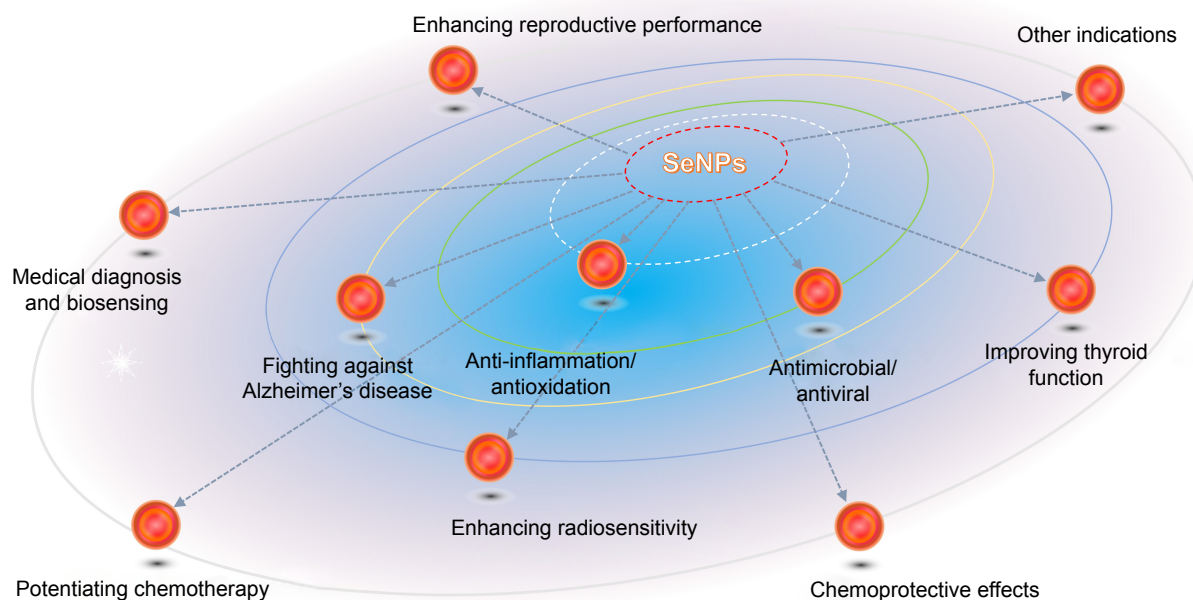 Enhancing reproductive performance
Other indications
SeNPs
Medical diagnosis
and biosensing
Fighting against
Alzheimer’s disease
Anti-inflammation/
antioxidation
Antimicrobial/
antiviral
Improving thyroid
function
Enhancing radiosensitivity
Potentiating chemotherapy
Chemoprotective effects